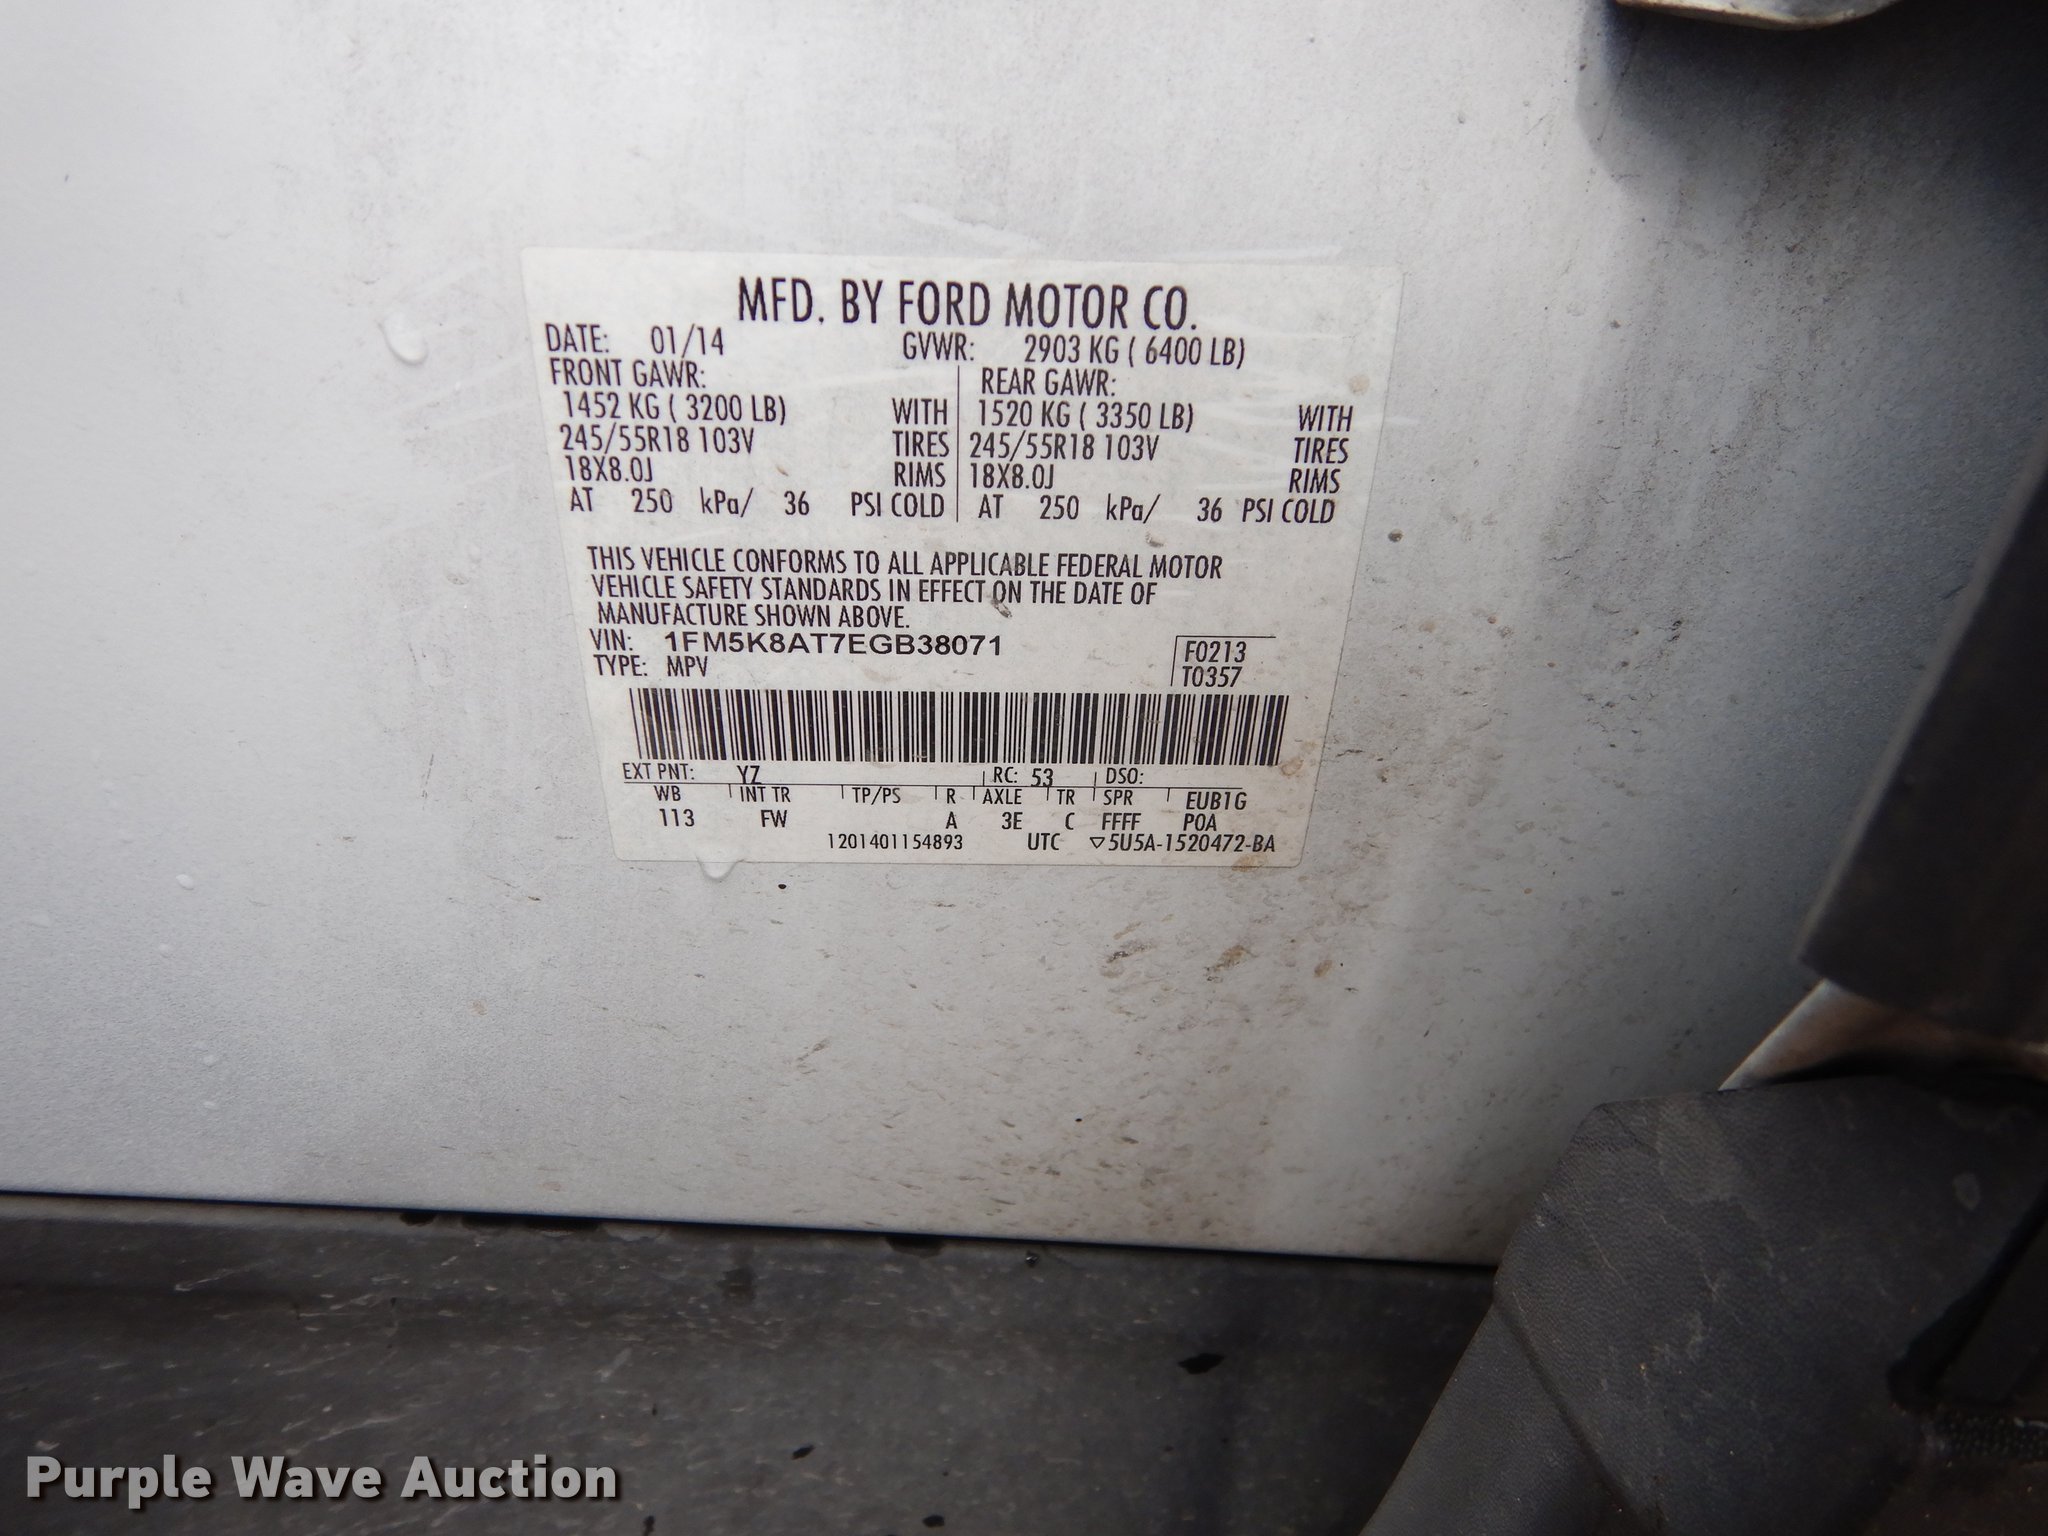 MFD. BY FORD MOTOR CO.
DATE: 01/14 GVWR: 2903 KG ( 6400 LB)
FRONT GAWR: REAR GAWR:
1452 KG ( 3200 LB) WITH 1520 KG ( 3350 LB) WITH
245/55R18 103V TIRES 245/55R18 103V TIRES
18X8.0J RIMS 18X8.0J RIMS
AT 250 kPa/ 36 PSI COLD AT 250 kPa/ 36 PSI COLD
THIS VEHICLE CONFORMS TO ALL APPLICABLE FEDERAL MOTOR
VEHICLE SAFETY STANDARDS IN EFFECT ON THE DATE OF
MANUFACTURE SHOWN ABOVE.
VIN: 1FM5K8AT7EGB38071 F0213
TYPE: MPV T0357
EXT PNT: YZ RC: 53 DSO:
WB INT TR TP/PS R AXLE TR SPR EUB1G
113 FW A 3E C FFFF P0A
1201401154893 UTC ▽5U5A-1520472-BA
Purple Wave Auction